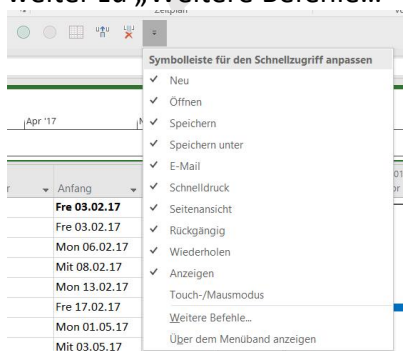 weiter zu „Weitere Befehle...
Zeitplan
Symbolleiste für den Schnellzugriff anpassen
Neu
Öffnen
Speichern
Speichern unter
E-Mail
Schnelldruck
Seitenansicht
Rückgängig
Wiederholen
Anzeigen
Touch-/Mausmodus
Weitere Befehle...
Über dem Menüband anzeigen
Apr '17
Anfang
Fre 03.02.17
Fre 03.02.17
Mon 06.02.17
Mit 08.02.17
Mon 13.02.17
Fre 17.02.17
Mon 01.05.17
Mit 03.05.17